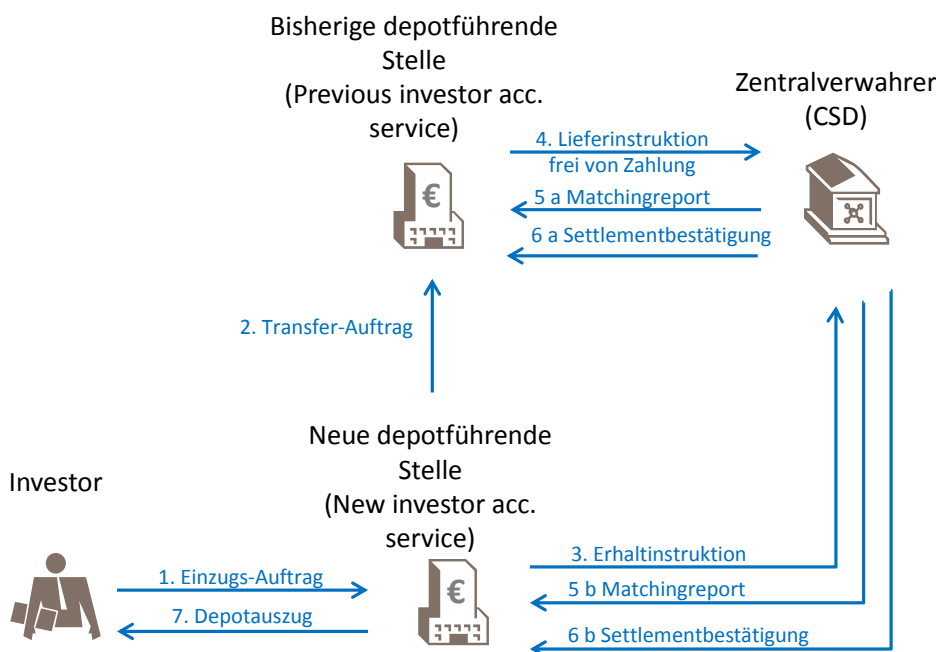 Bisherige depotführende
Stelle
(Previous investor acc.
service)
Zentralverwahrer
(CSD)
4. Lieferinstruktion
frei von Zahlung
€
5 a Matchingreport
6 a Settlementbestätigung
2. Transfer-Auftrag
Neue depotführende
Stelle
(New investor acc.
service)
Investor
3. Erhaltinstruktion
1. Einzugs-Auftrag
€
5 b Matchingreport
7. Depotauszug
6 b Settlementbestätigung